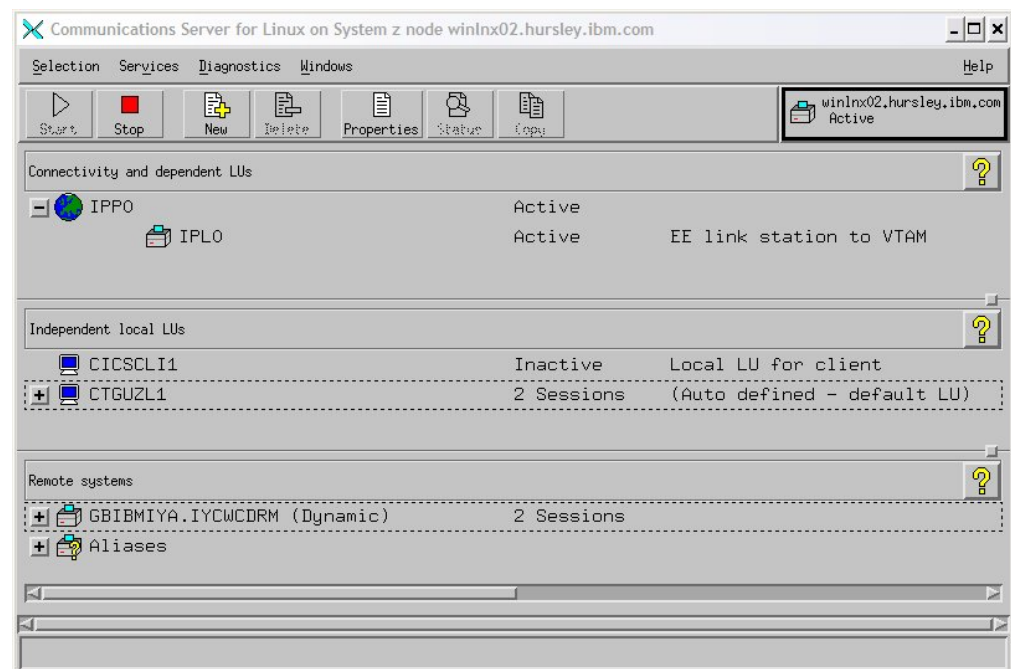 Communications Server for Linux on System z node winlnx02.hursley.ibm.com
Selection Services Diagnostics Windows Help
Start Stop New Delete Properties Status Copy
winlnx02.hursley.ibm.com
Active
Connectivity and dependent LUs
IPP0 Active
IPL0 Active EE link station to VTAM
Independent local LUs
CICSCLI1 Inactive Local LU for client
CTGUZL1 2 Sessions (Auto defined - default LU)
Remote systems
GBIBMIYA.IYCWCDRM (Dynamic) 2 Sessions
Aliases